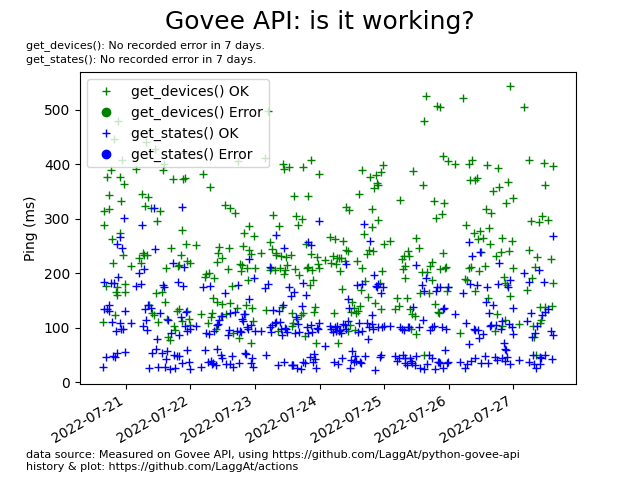 Govee API: is it working?
get_devices(): No recorded error in 7 days.
get_states(): No recorded error in 7 days.
get_devices() OK
get_devices() Error
get_states() OK
get_states() Error
500
400
300
200
100
0
Ping (ms)
2022-07-21
2022-07-22
2022-07-23
2022-07-24
2022-07-25
2022-07-26
2022-07-27
data source: Measured on Govee API, using https://github.com/LaggAt/python-govee-api
history & plot: https://github.com/LaggAt/actions